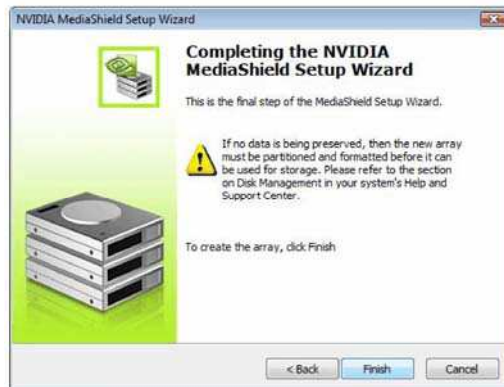 NVIDIA MediaShield Setup Wizard
Completing the NVIDIA
MediaShield Setup Wizard
This is the final step of the MediaShield Setup Wizard.
If no data is being preserved, then the new array
must be partitioned and formatted before it can
be used for storage. Please refer to the section
on Disk Management in your system's Help and
Support Center.
To create the array, click Finish
< Back
Finish
Cancel